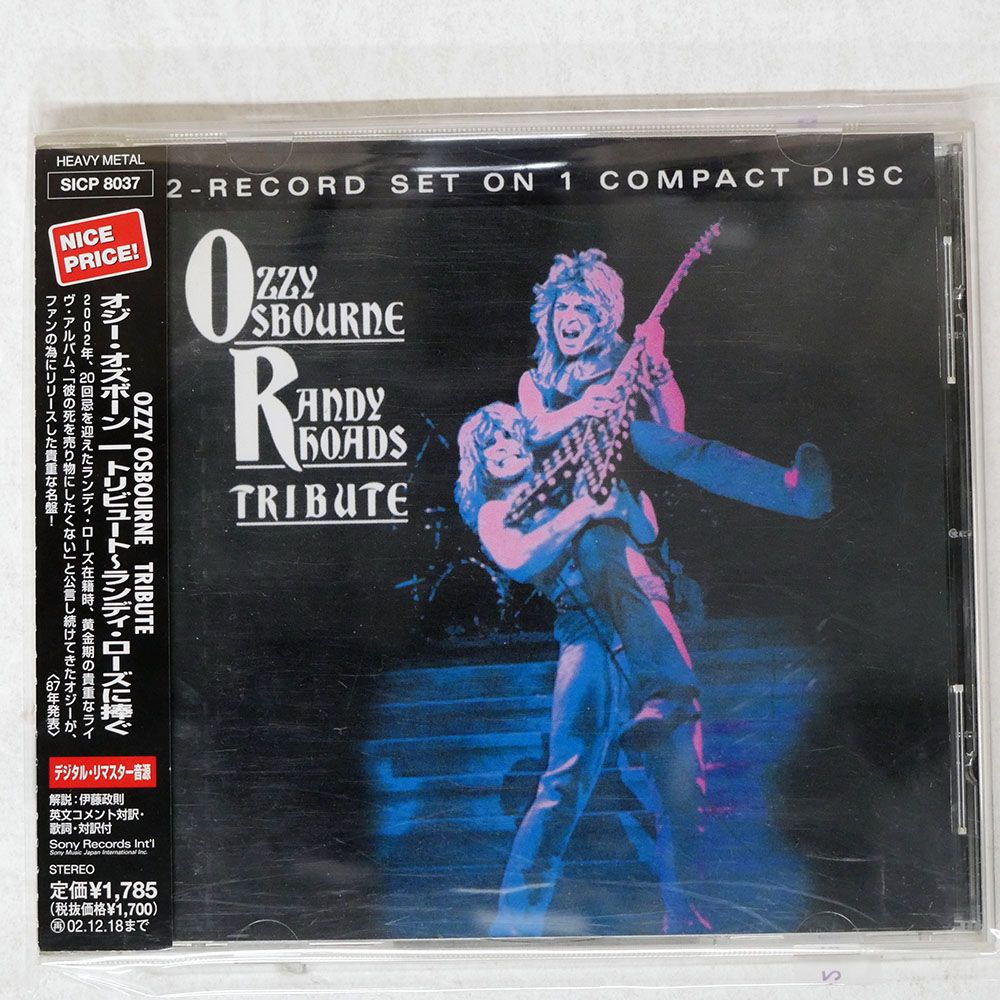 HEAVY METAL
SICP 8037
NICE
PRICE!
OZZY OSBOURNE TRIBUTE
オジー・オズボーン｜トリビュート〜ランディ・ローズに捧ぐ
2002年、20回忌を迎えたランディ・ローズ在籍時、黄金期の貴重なライ
ヴ・アルバム。「彼の死を売り物にしたくない」と公言し続けてきたオジーが、
ファンの為にリリースした貴重な名盤！
〈87年発表〉
デジタル・リマスター音源
解説：伊藤政則
英文コメント対訳・
歌詞・対訳付
Sony Records Int'l
Sony Music Japan International Inc.
STEREO
定価¥1,785
(税抜価格¥1,700)
再02.12.18まで
2-RECORD SET ON 1 COMPACT DISC
OZZY
OSBOURNE
RANDY
RHOADS
TRIBUTE